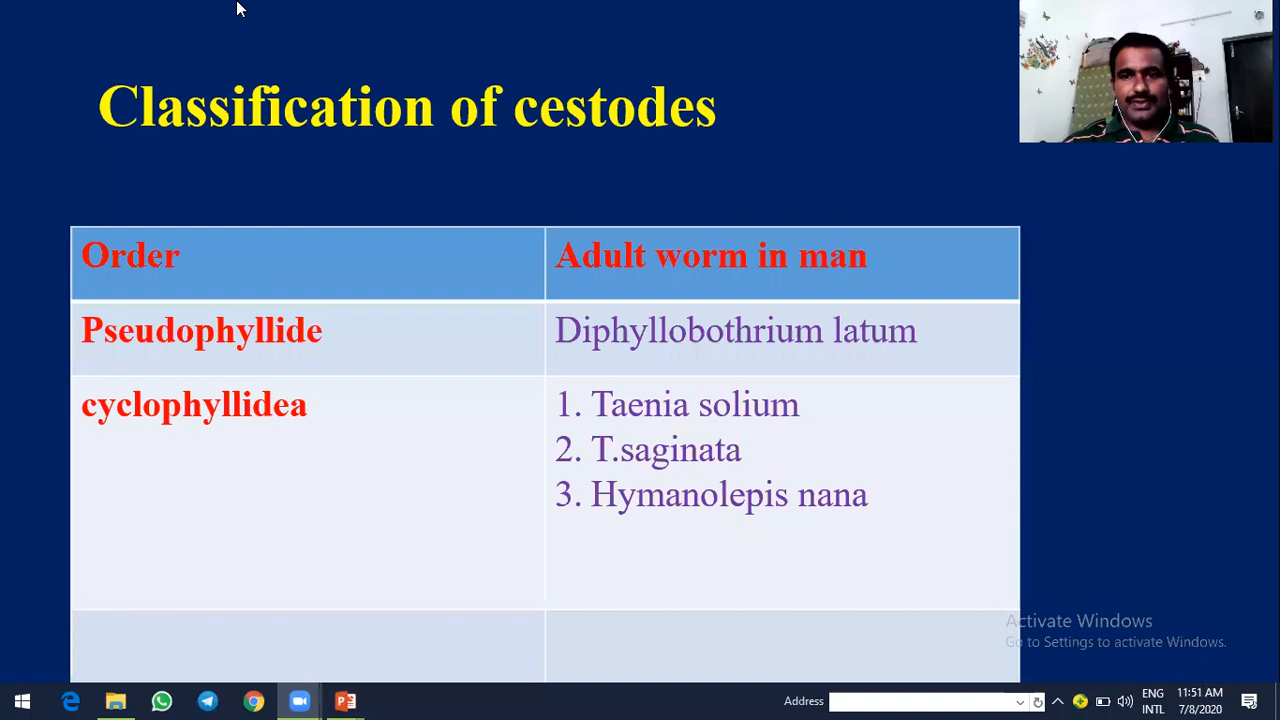 Classification of cestodes
Order
Adult worm in man
Pseudophyllide
Diphyllobothrium latum
cyclophyllidea
1. Taenia solium
2. T.saginata
3. Hymanolepis nana
Activate Windows
Go to Settings to activate Windows.
Address
ENG
INTL
11:51 AM
7/8/2020